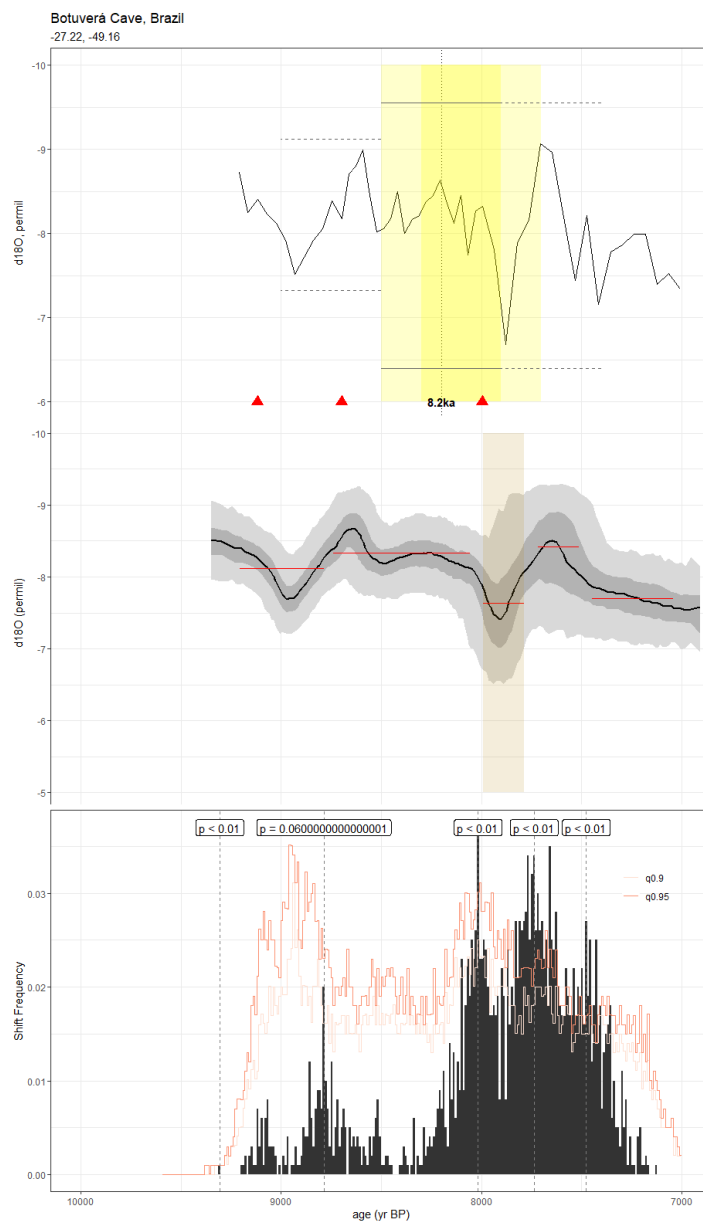 Botuverá Cave, Brazil
-27.22, -49.16
-10
-9
-8
-7
-6
d18O, permil
8.2ka
-10
-9
-8
-7
-6
-5
d18O (permil)
p < 0.01
p = 0.0600000000000001
p < 0.01
p < 0.01
p < 0.01
q0.9
q0.95
0.03
0.02
0.01
0.00
Shift Frequency
10000
9000
8000
7000
age (yr BP)